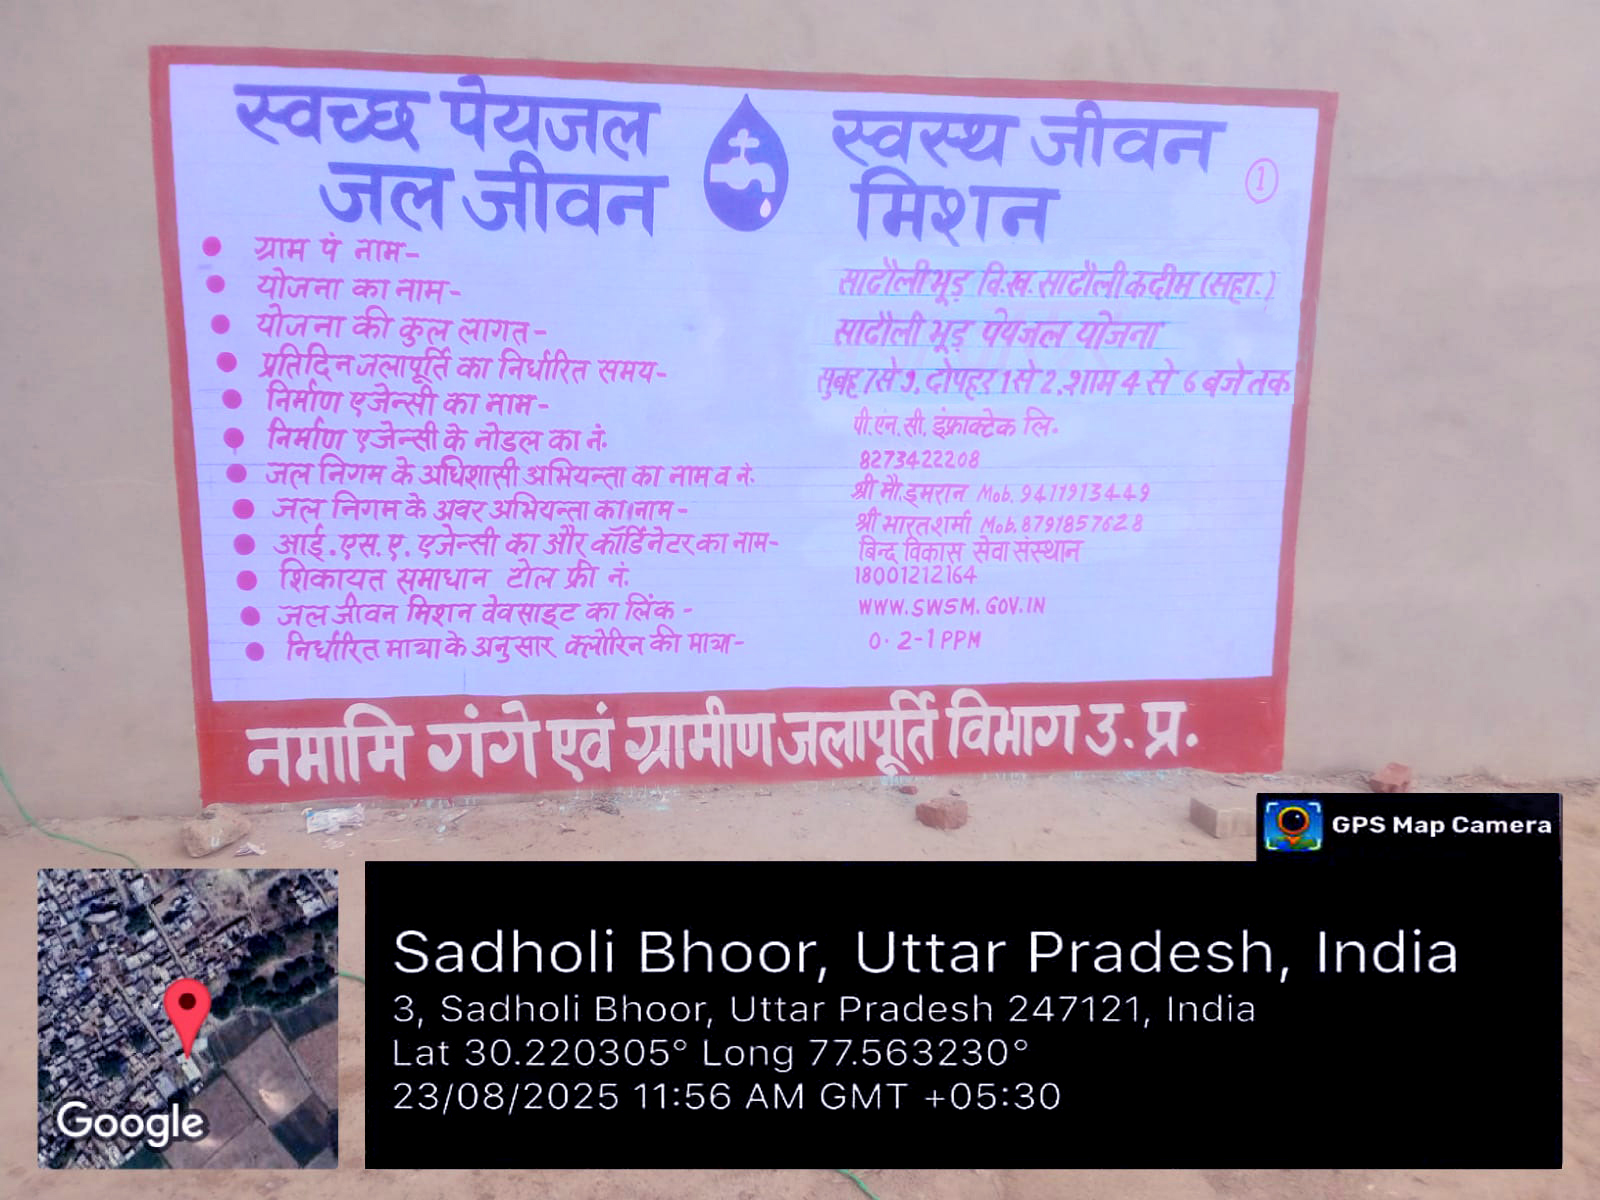 स्वच्छ पेयजल स्वस्थ जीवन
जल जीवन मिशन
1
ग्राम पं नाम- साढौली भूड़ वि.ख. साढौली कदीम (सहा.)
योजना का नाम- साढौली भूड़ पेयजल योजना
योजना की कुल लागत-
प्रतिदिन जलापूर्ति का निर्धारित समय- सुबह 7 से 9, दोपहर 1 से 2, शाम 4 से 6 बजे तक
निर्माण एजेन्सी का नाम- पी.एन.सी. इंफ्राक्टेक लि.
निर्माण एजेन्सी के नोडल का नं. 8273422208
जल निगम के अधिशासी अभियन्ता का नाम व नं. श्री मौ. इमरान Mob. 9411913449
जल निगम के अवर अभियन्ता का नाम- श्री भारत शर्मा Mob. 8791857628
आई.एस.ए. एजेन्सी का और कॉर्डिनेटर का नाम- बिन्द विकास सेवा संस्थान
शिकायत समाधान टोल फ्री नं. 18001212164
जल जीवन मिशन वेवसाइट का लिंक - WWW.SWSM.GOV.IN
निर्धारित मात्रा के अनुसार क्लोरिन की मात्रा- 0.2-1 PPM
नमामि गंगे एवं ग्रामीण जलापूर्ति विभाग उ. प्र.
GPS Map Camera
Sadholi Bhoor, Uttar Pradesh, India
3, Sadholi Bhoor, Uttar Pradesh 247121, India
Lat 30.220305° Long 77.563230°
23/08/2025 11:56 AM GMT +05:30
Google